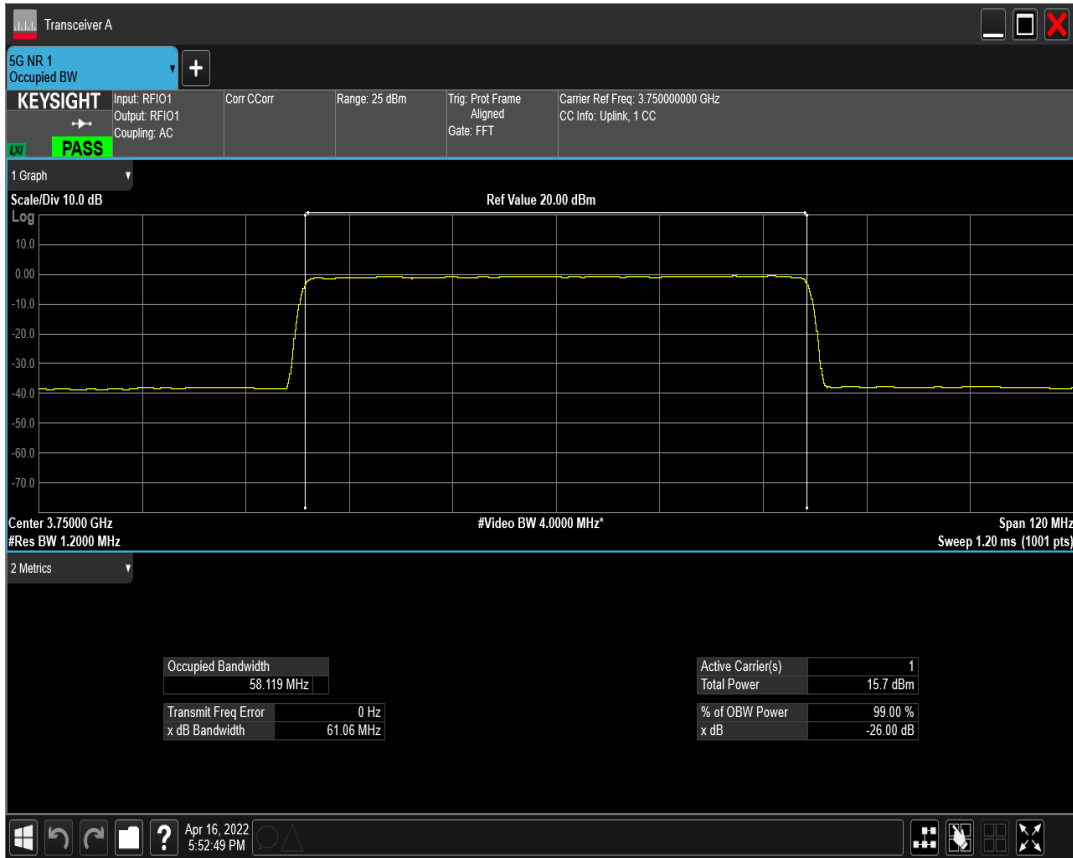 Transceiver A
5G NR 1
Occupied BW
+
KEYSIGHT
LXI
PASS
Input: RFIO1
Output: RFIO1
Coupling: AC
Corr CCorr
Range: 25 dBm
Trig: Prot Frame
Aligned
Gate: FFT
Carrier Ref Freq: 3.750000000 GHz
CC Info: Uplink, 1 CC
1 Graph
Scale/Div 10.0 dB
Ref Value 20.00 dBm
Log
10.0
0.00
-10.0
-20.0
-30.0
-40.0
-50.0
-60.0
-70.0
Center 3.75000 GHz
#Video BW 4.0000 MHz*
Span 120 MHz
#Res BW 1.2000 MHz
Sweep 1.20 ms (1001 pts)
2 Metrics
Occupied Bandwidth
58.119 MHz
Transmit Freq Error 0 Hz
x dB Bandwidth 61.06 MHz
Active Carrier(s) 1
Total Power 15.7 dBm
% of OBW Power 99.00 %
x dB -26.00 dB
?
Apr 16, 2022
5:52:49 PM